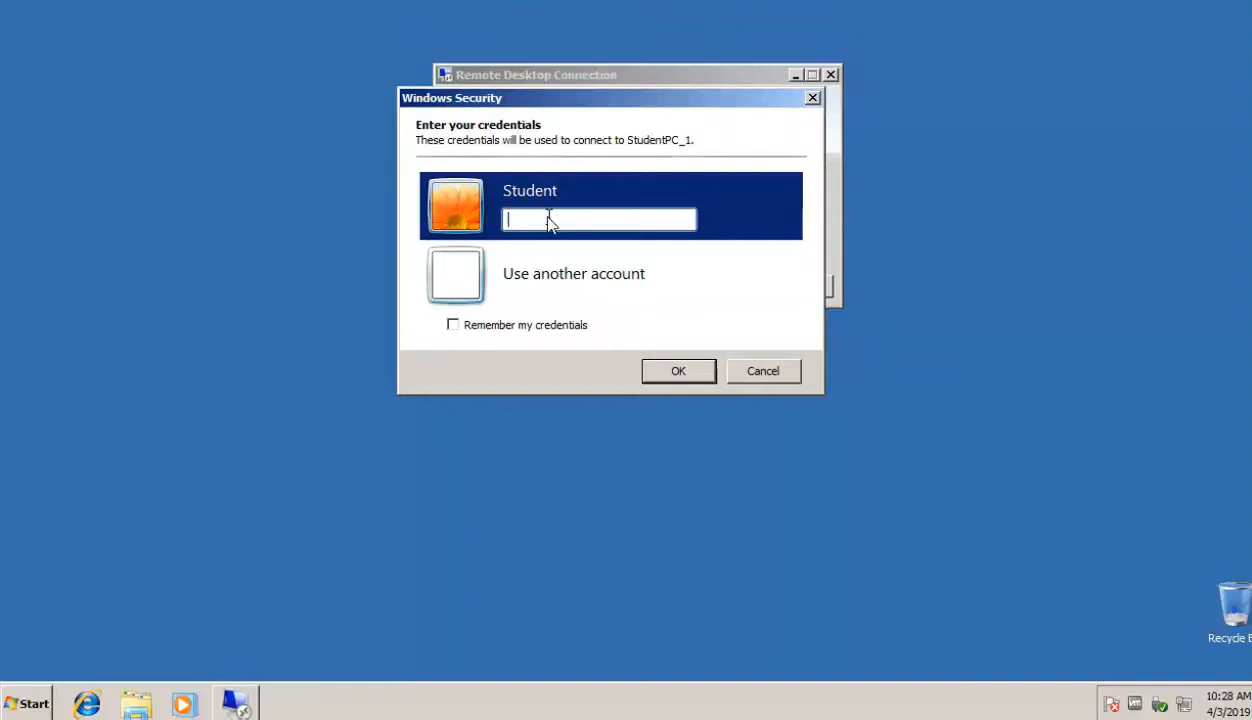 Remote Desktop Connection
Windows Security
Enter your credentials
These credentials will be used to connect to StudentPC_1.
Student
Use another account
Remember my credentials
OK
Cancel
Recycle B
Start
10:28 AM
4/3/2019